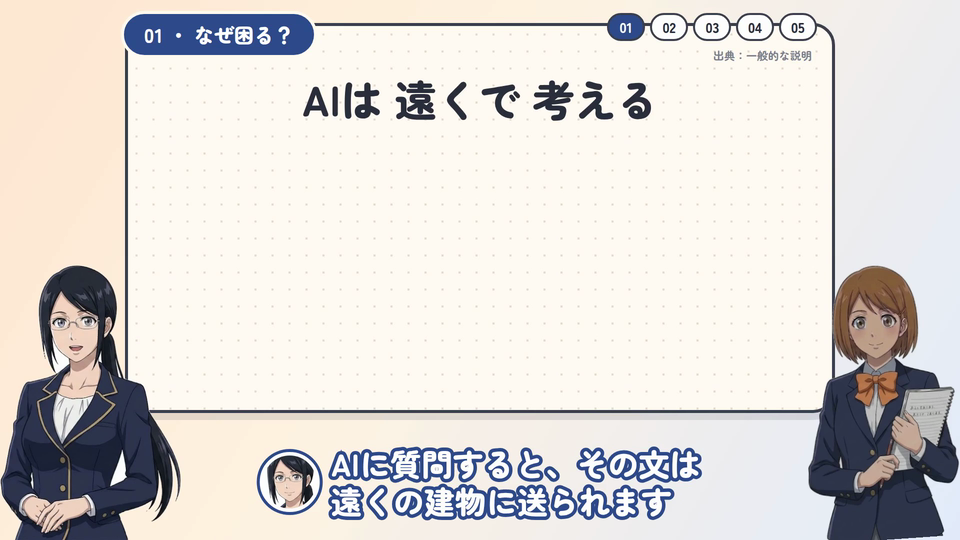 01 ・ なぜ困る？
01 02 03 04 05
出典：一般的な説明
AIは 遠くで 考える
AIに質問すると、その文は
遠くの建物に送られます